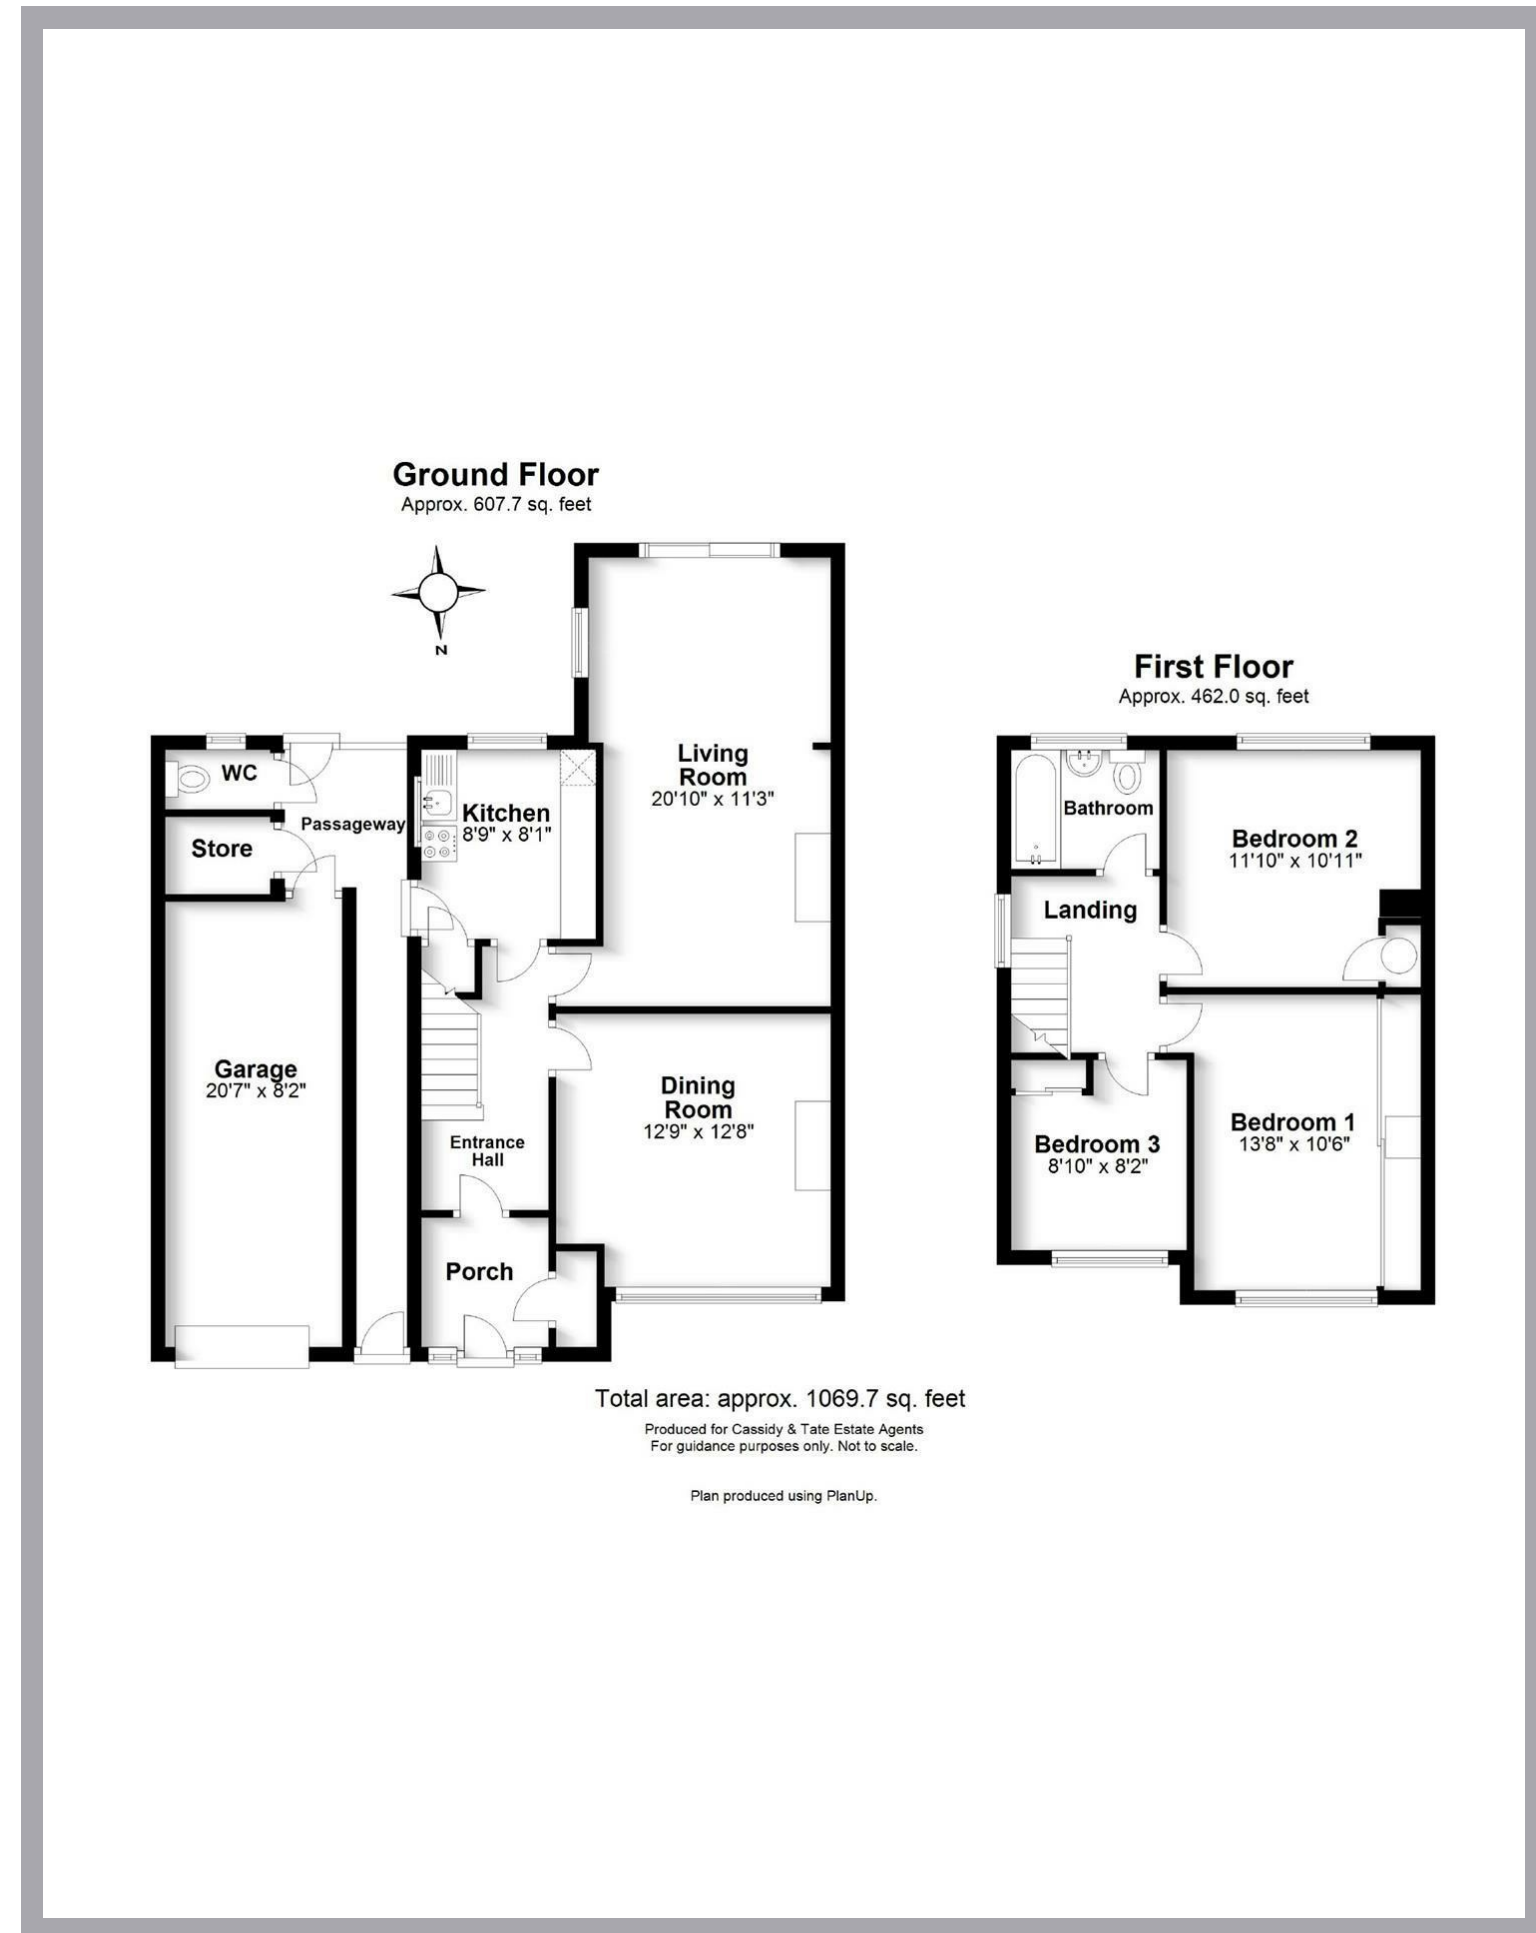 Ground Floor
Approx. 607.7 sq. feet
N
WC
Store
Passageway
Kitchen
8'9" x 8'1"
Living
Room
20'10" x 11'3"
Garage
20'7" x 8'2"
Dining
Room
12'9" x 12'8"
Entrance
Hall
Porch
First Floor
Approx. 462.0 sq. feet
Bathroom
Bedroom 2
11'10" x 10'11"
Landing
Bedroom 1
13'8" x 10'6"
Bedroom 3
8'10" x 8'2"
Total area: approx. 1069.7 sq. feet
Produced for Cassidy & Tate Estate Agents
For guidance purposes only. Not to scale.
Plan produced using PlanUp.